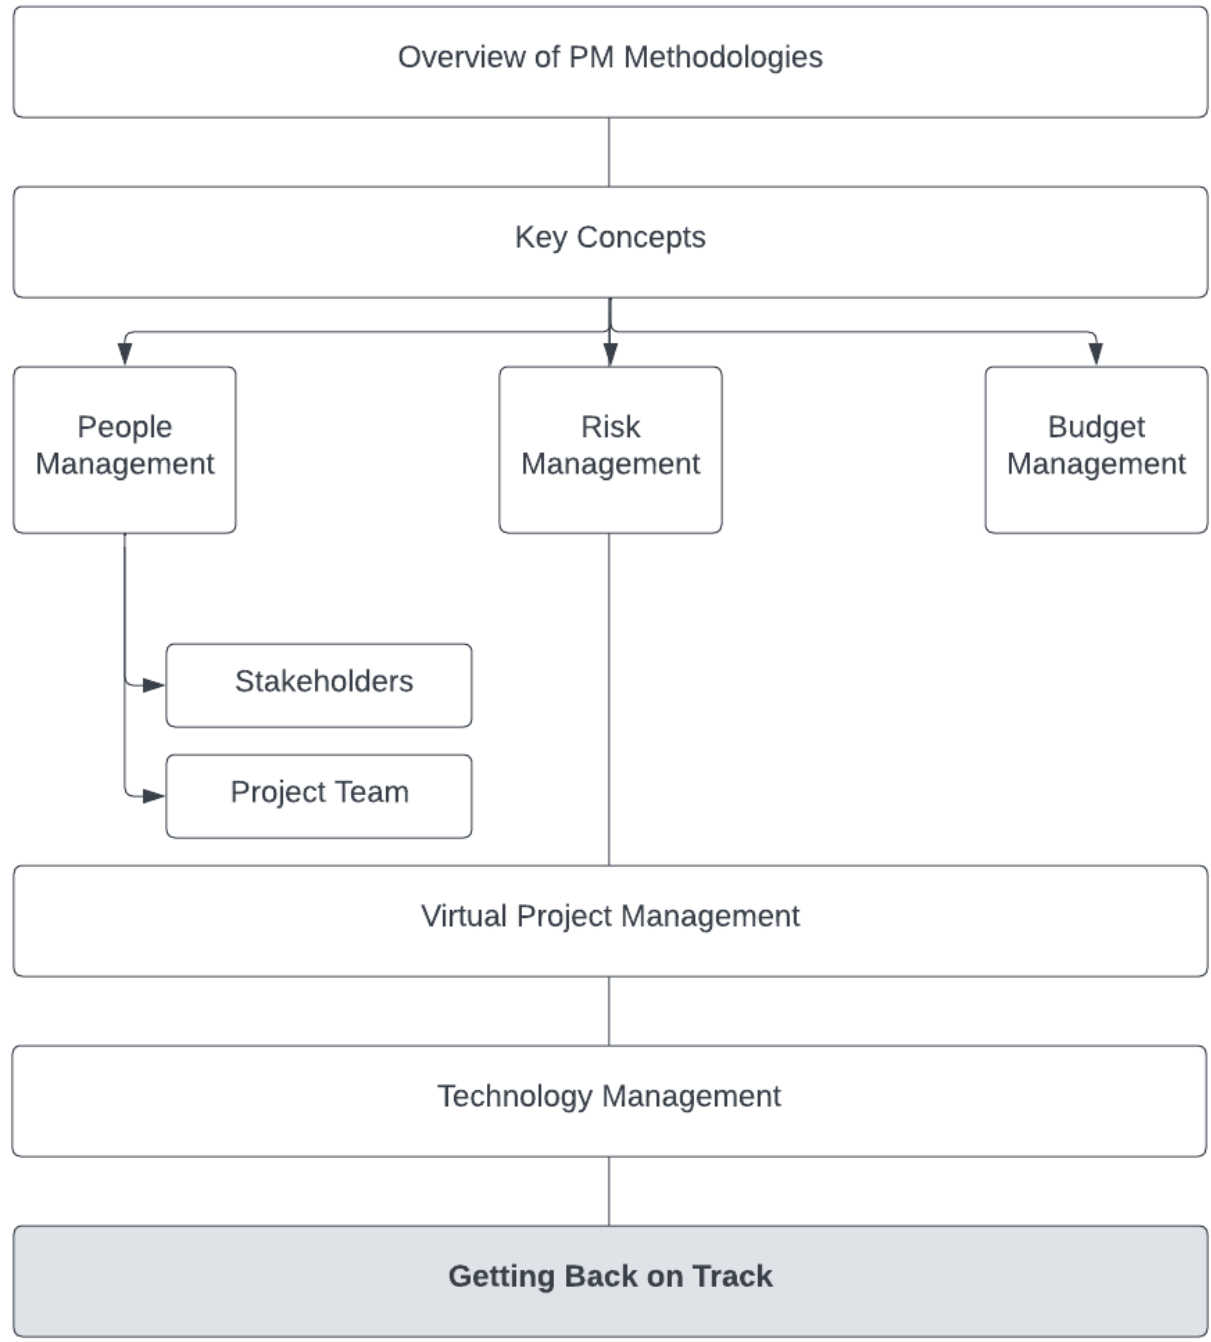 Overview of PM Methodologies
Key Concepts
People
Management
Risk
Management
Budget
Management
Stakeholders
Project Team
Virtual Project Management
Technology Management
Getting Back on Track